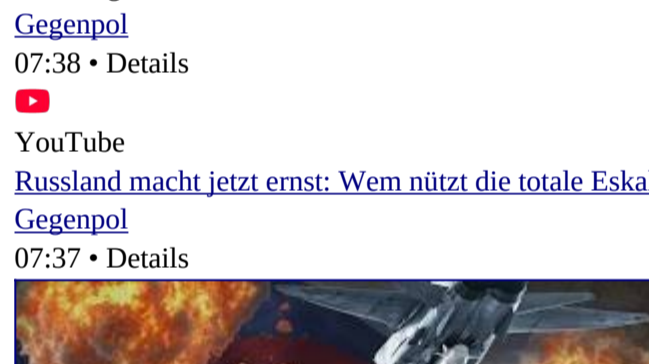 Gegenpol
07:38 • Details
YouTube
Russland macht jetzt ernst: Wem nützt die totale Eska
Gegenpol
07:37 • Details